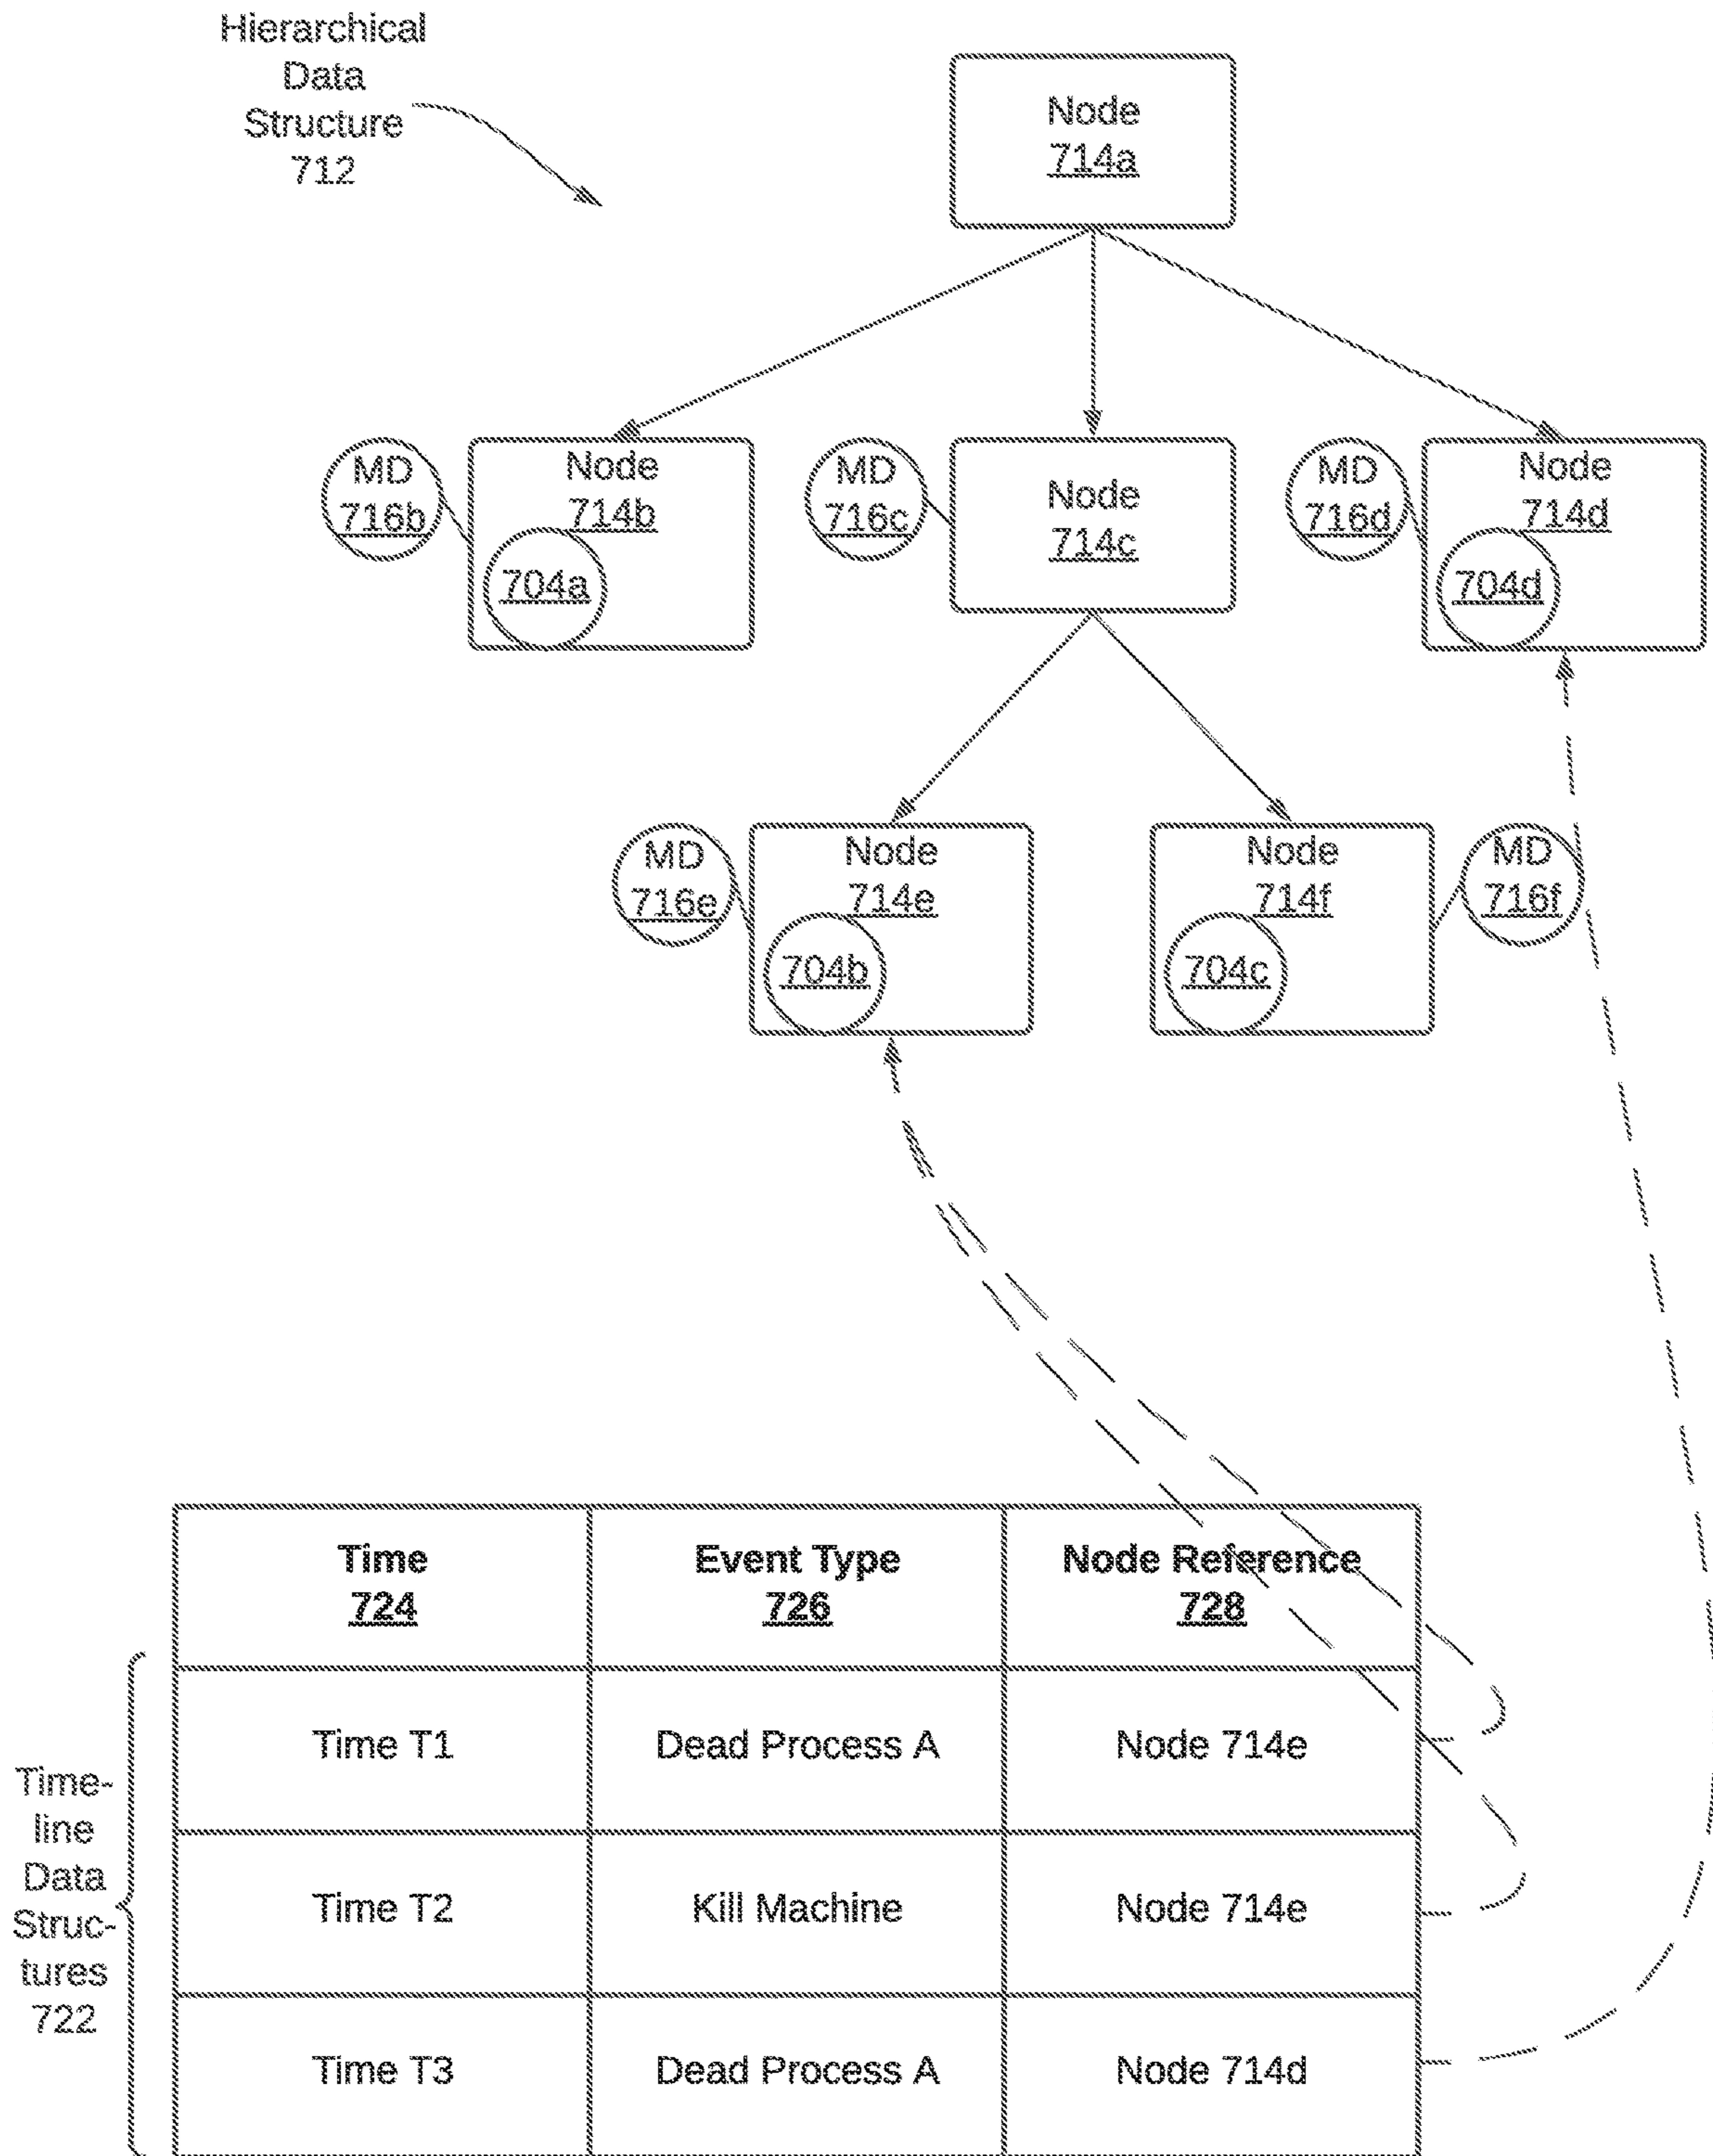 Hierarchical
Data
Structure
712
Node
714a
MD
716b
Node
714b
704a
MD
716c
Node
714c
MD
716d
Node
714d
704d
MD
716e
Node
714e
704b
Node
714f
704c
MD
716f
Time
724
Event Type
726
Node Reference
728
Time-
line
Data
Struc-
tures
722
Time T1
Dead Process A
Node 714e
Time T2
Kill Machine
Node 714e
Time T3
Dead Process A
Node 714d